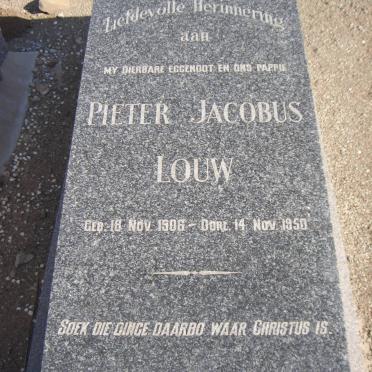 Liefdevolle Herinnering
aan
MY DIERBARE EGGENOOT EN ONS PAPPIE
PIETER JACOBUS
LOUW
GEB. 18 NOV. 1906 - OORL. 14 NOV. 1950
SOEK DIE DINGE DAARBO WAAR CHRISTUS IS.